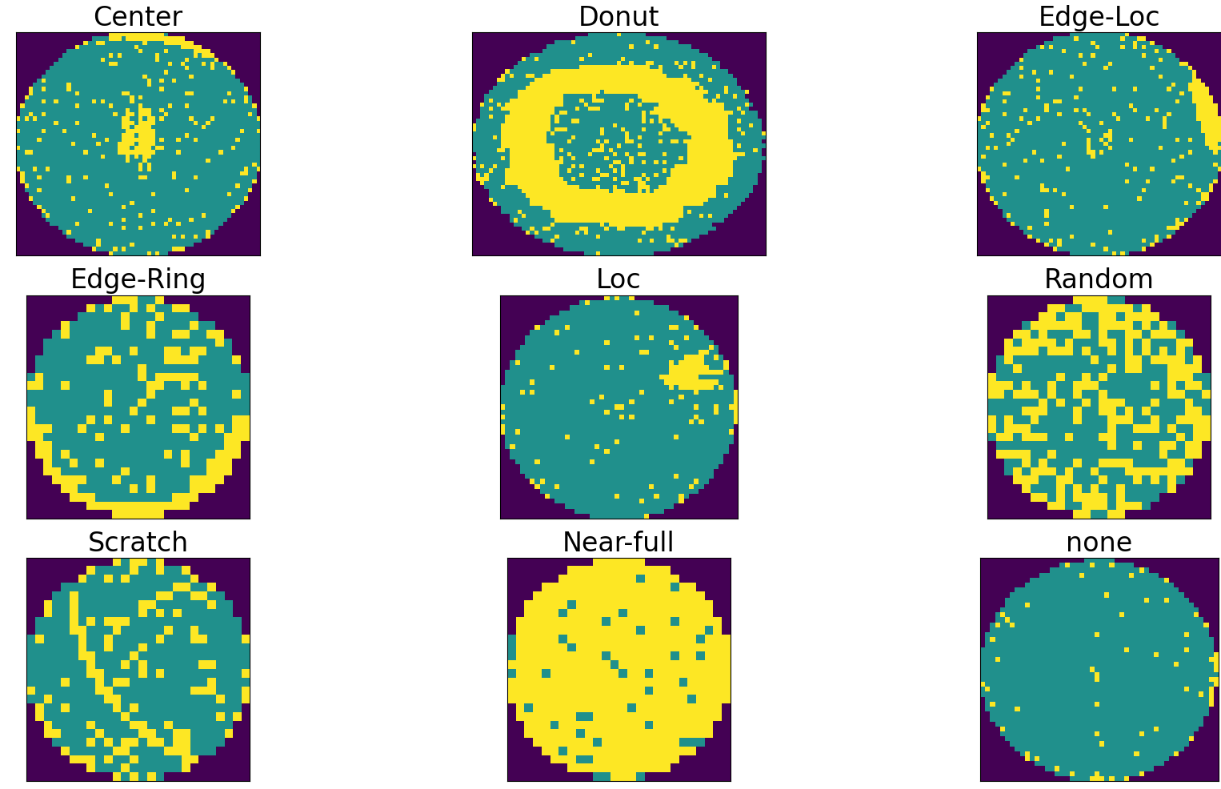 Center
Donut
Edge-Loc
Edge-Ring
Loc
Random
Scratch
Near-full
none